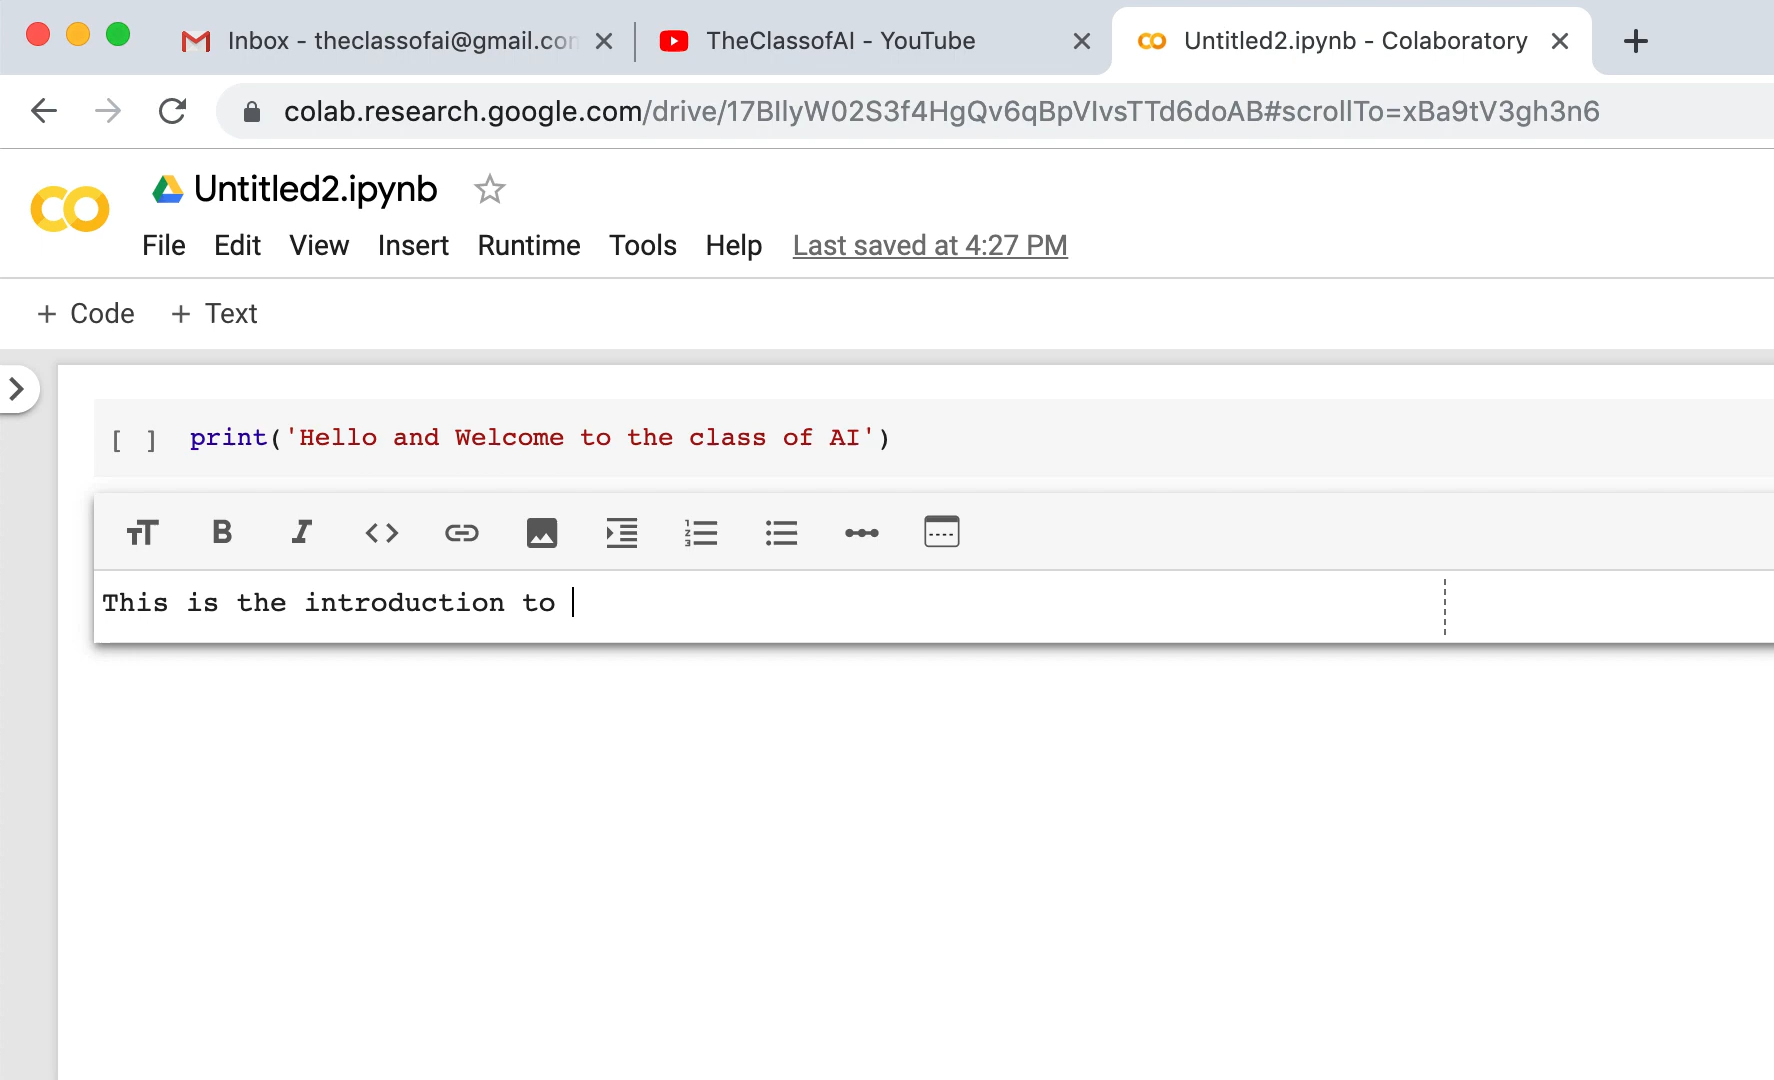 Inbox - theclassofai@gmail.con
TheClassofAI - YouTube
Untitled2.ipynb - Colaboratory
colab.research.google.com/drive/17BIlyW02S3f4HgQv6qBpVIvsTTd6doAB#scrollTo=xBa9tV3gh3n6
Untitled2.ipynb
File Edit View Insert Runtime Tools Help Last saved at 4:27 PM
+ Code + Text
[ ] print('Hello and Welcome to the class of AI')
This is the introduction to